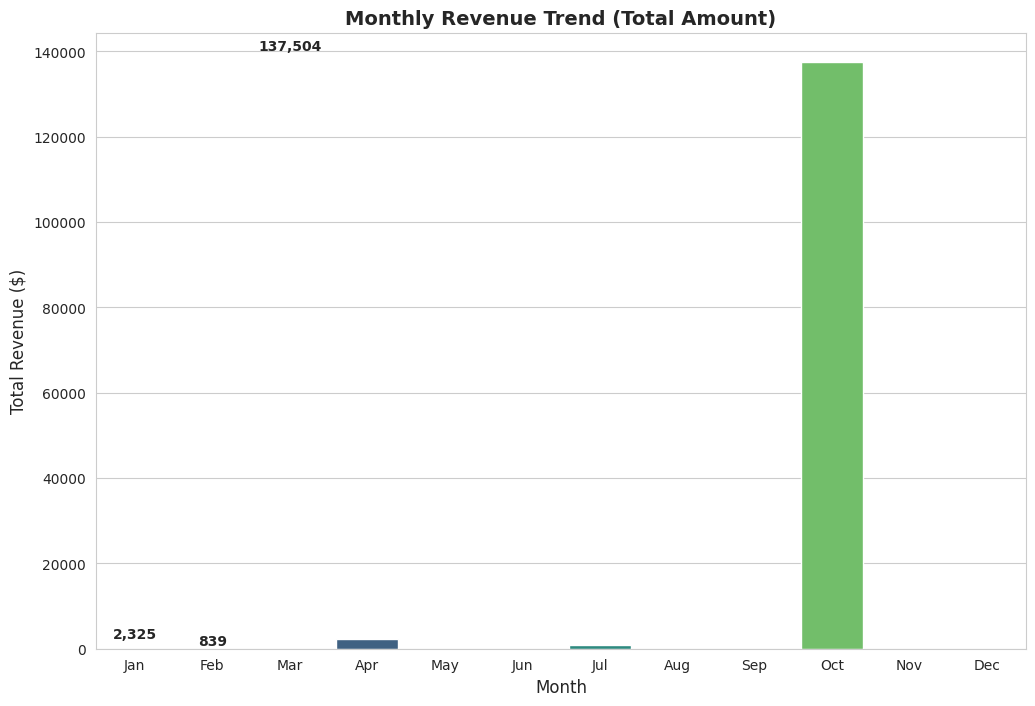 Monthly Revenue Trend (Total Amount)
137,504
140000
120000
100000
80000
60000
40000
20000
0
Total Revenue ($)
2,325
839
Jan Feb Mar Apr May Jun Jul Aug Sep Oct Nov Dec
Month